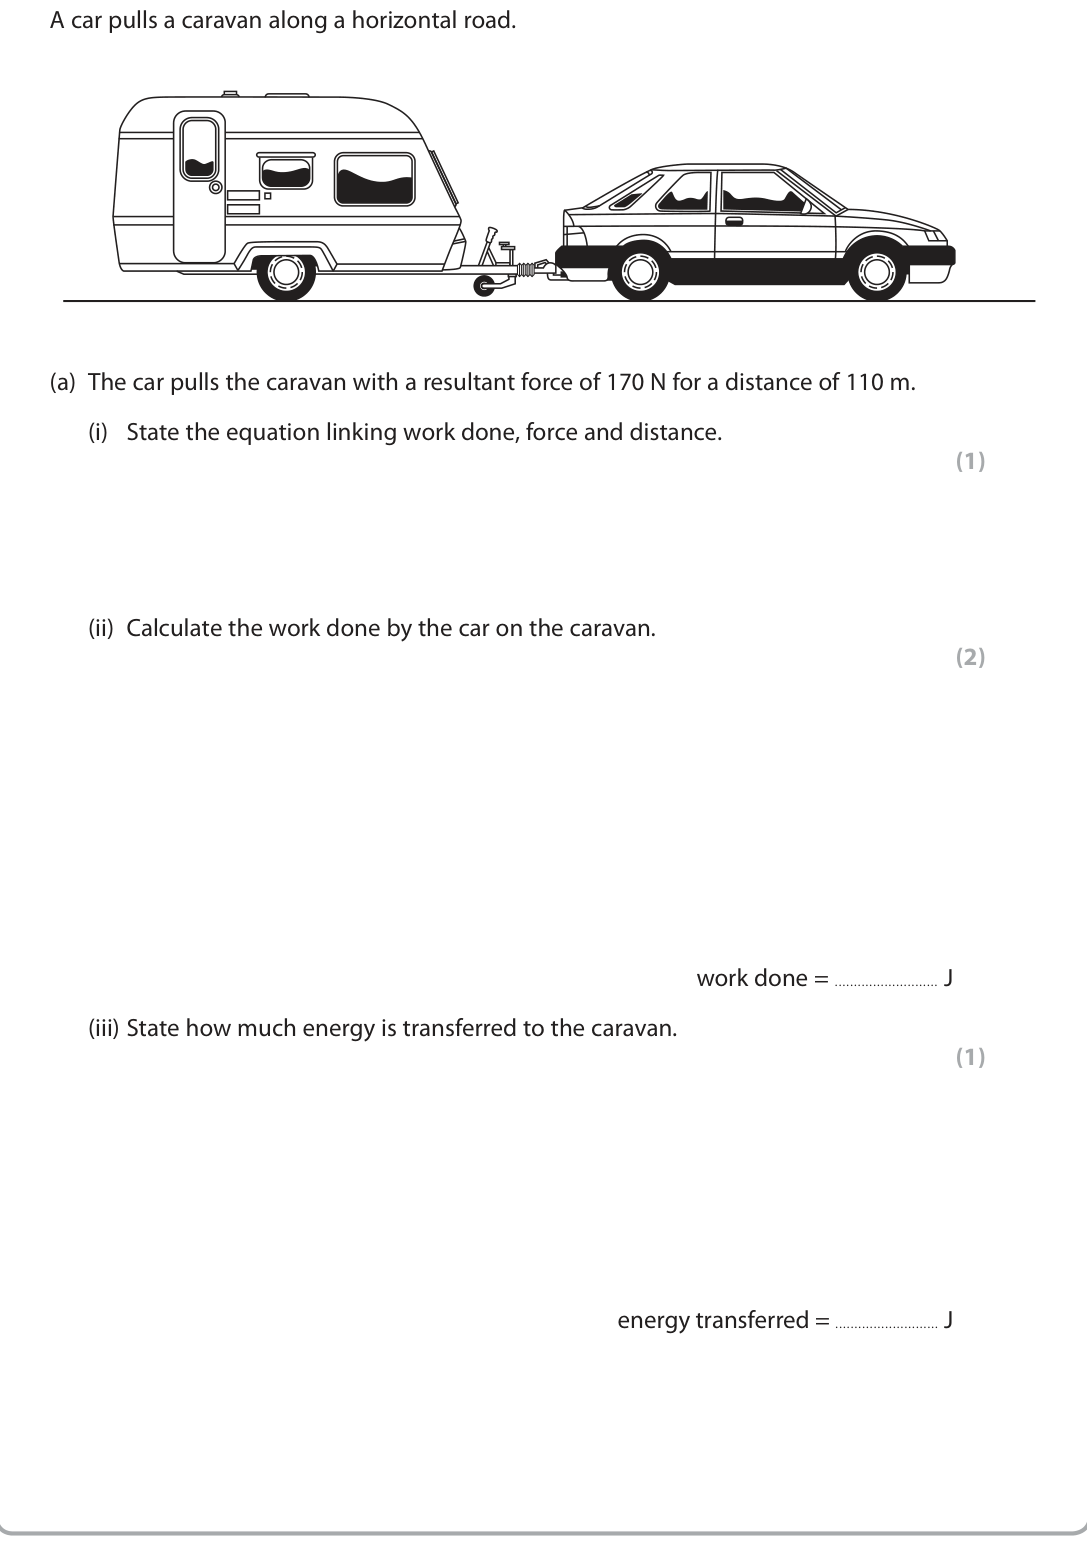 A car pulls a caravan along a horizontal road.
(a) The car pulls the caravan with a resultant force of 170 N for a distance of 110 m.
(i) State the equation linking work done, force and distance.
(1)
(ii) Calculate the work done by the car on the caravan.
(2)
work done = .......................... J
(iii) State how much energy is transferred to the caravan.
(1)
energy transferred = .......................... J